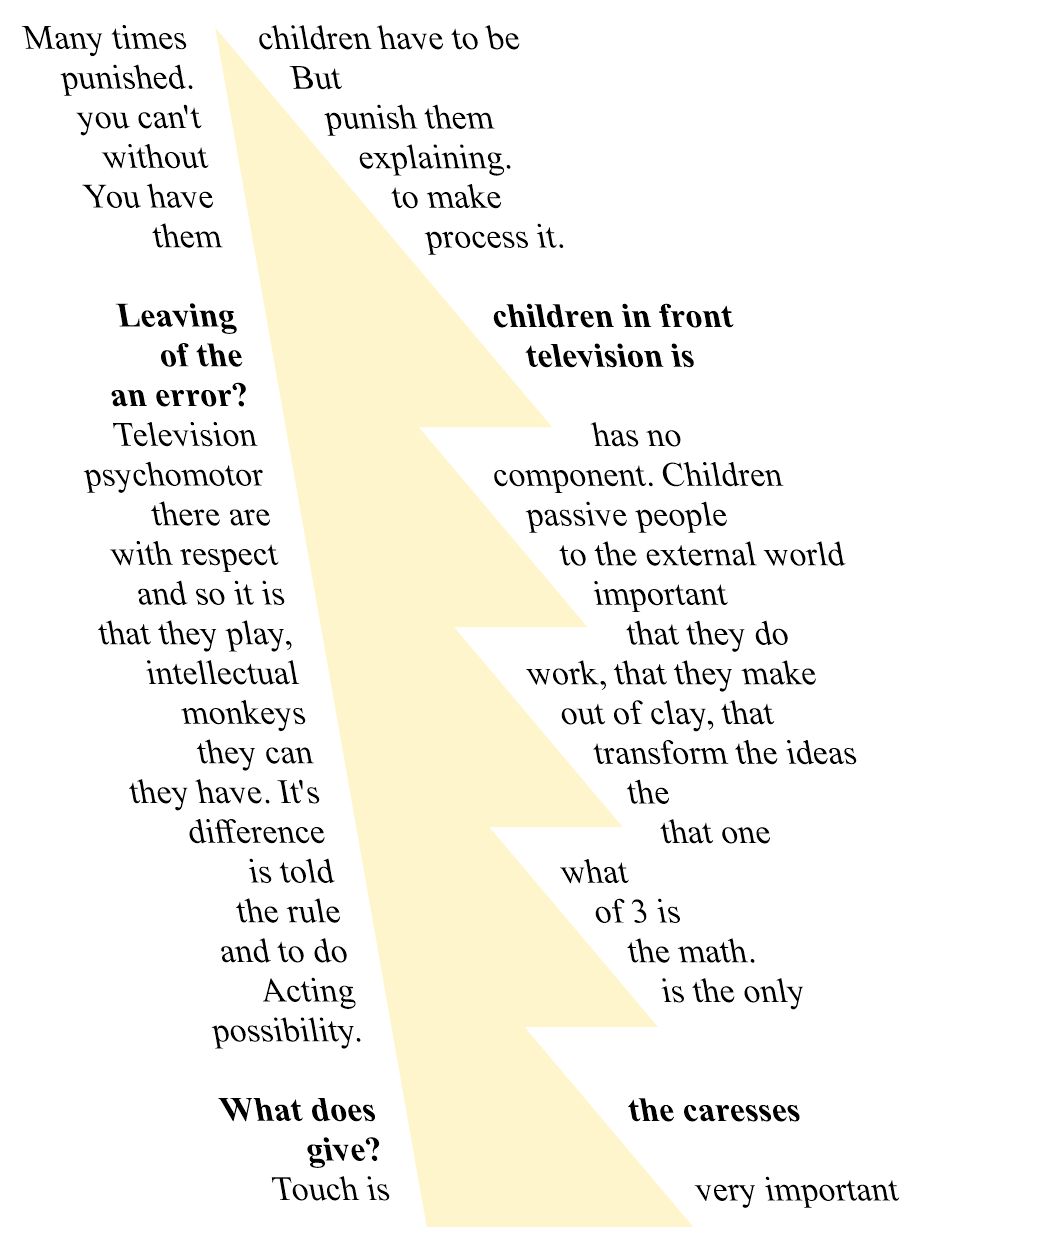 Many times children have to be
punished. But
you can't punish them
without explaining.
You have to make
them process it.
Leaving children in front
of the television is
an error?
Television has no
psychomotor component. Children
there are passive people
with respect to the external world
and so it is important
that they play, that they do
intellectual work, that they make
monkeys out of clay, that
they can transform the ideas
they have. It's the
difference that one
is told what
the rule of 3 is
and to do the math.
Acting is the only
possibility.
What does the caresses
give?
Touch is very important